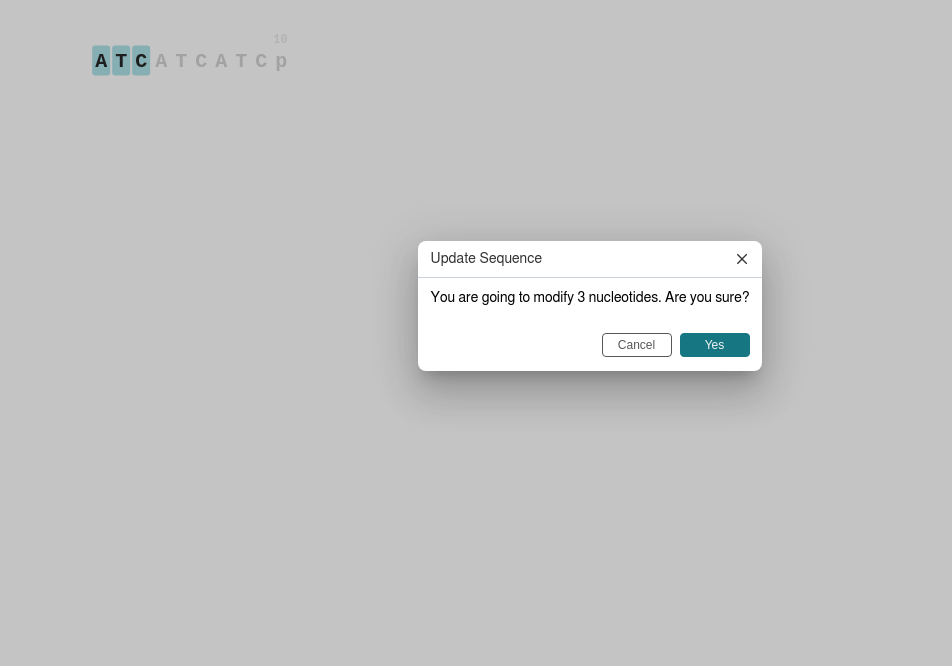 10
A T C A T C A T C p
Update Sequence
You are going to modify 3 nucleotides. Are you sure?
Cancel Yes